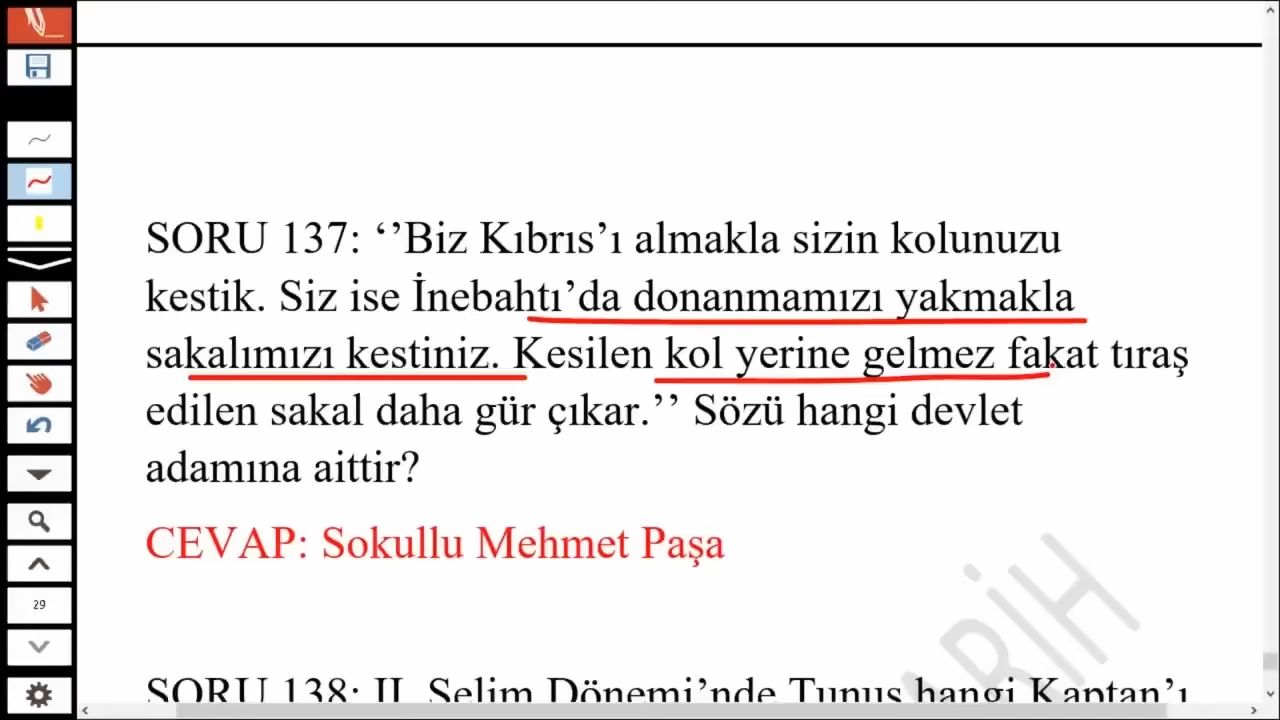 SORU 137: ‘’Biz Kıbrıs’ı almakla sizin kolunuzu
kestik. Siz ise İnebahtı’da donanmamızı yakmakla
sakalımızı kestiniz. Kesilen kol yerine gelmez fakat tıraş
edilen sakal daha gür çıkar.’’ Sözü hangi devlet
adamına aittir?
CEVAP: Sokullu Mehmet Paşa
29
SORU 138: II. Selim Dönemi’nde Tunus hangi Kaptan’ı